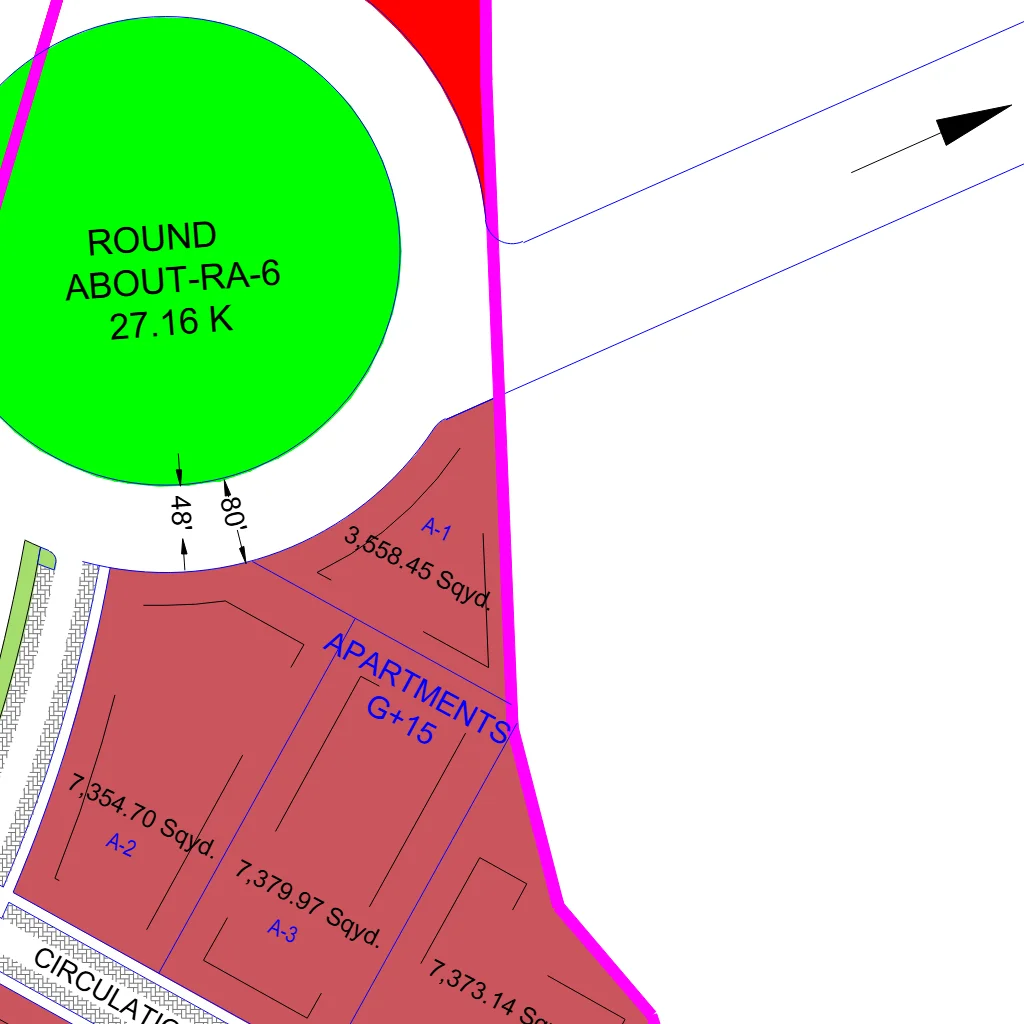 ROUND
ABOUT-RA-6
27.16 K
48'
80'
A-1
3,558.45 Sqyd.
APARTMENTS
G+15
7,354.70 Sqyd.
A-2
7,379.97 Sqyd.
A-3
7,373.14